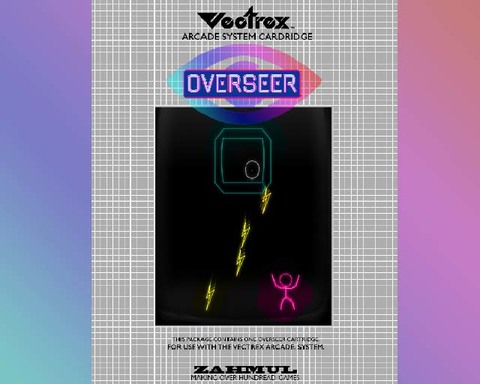 Vectrex™
ARCADE SYSTEM CARDRIDGE
OVERSEER
THIS PACKAGE CONTAINS ONE OVERSEER CARTRIDGE
FOR USE WITH THE VECTREX ARCADE SYSTEM.
ZAHMUL
MAKING OVER HUNDREAD GAMES